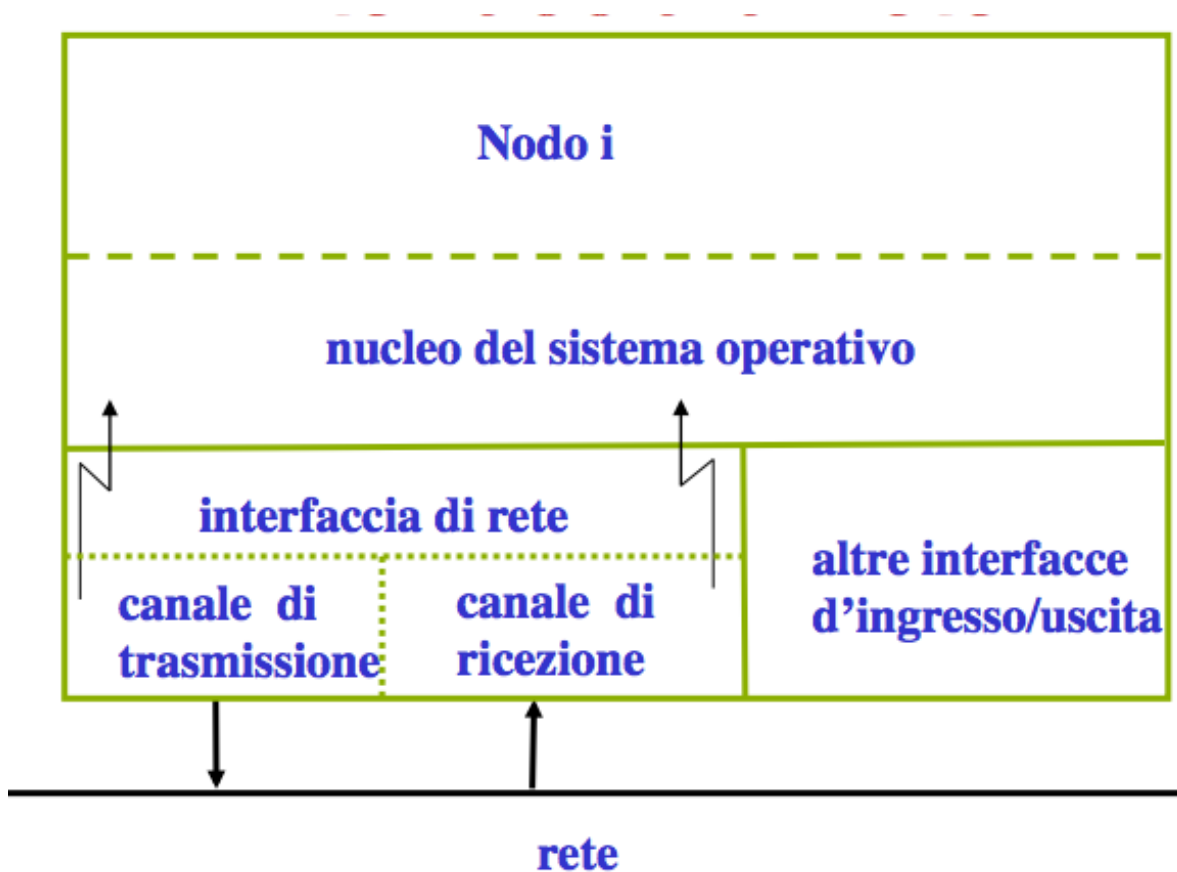 Nodo i
nucleo del sistema operativo
interfaccia di rete
canale di
trasmissione
canale di
ricezione
altre interfacce
d'ingresso/uscita
rete